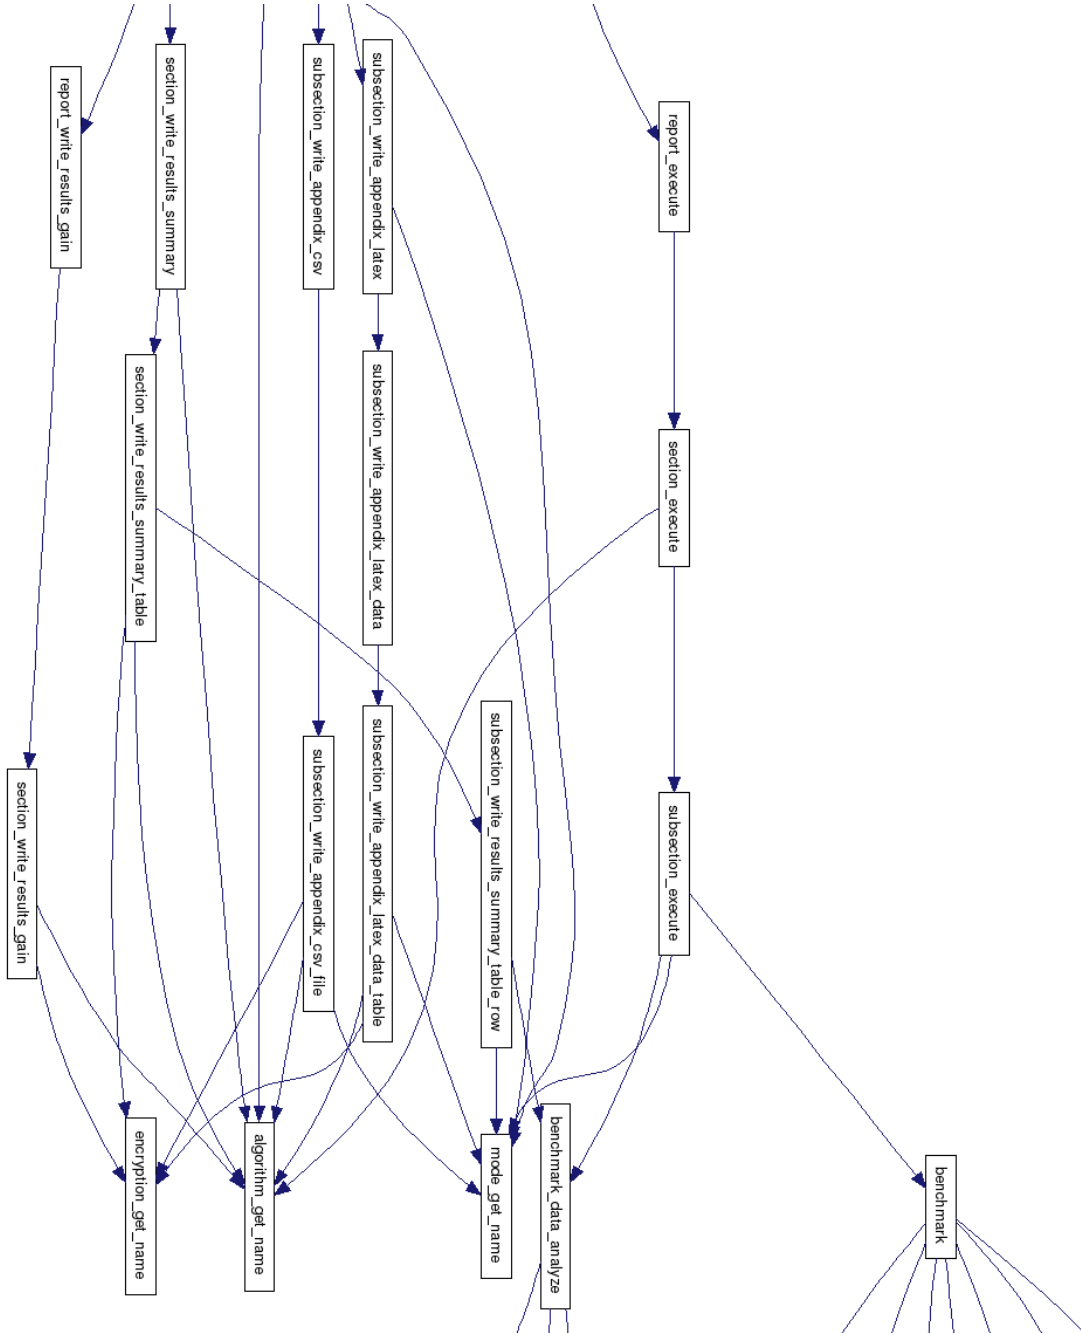 report_write_results_gain
section_write_results_summary
subsection_write_appendix_csv
subsection_write_appendix_latex
report_execute
section_write_results_summary_table
subsection_write_appendix_latex_data
section_execute
section_write_results_gain
subsection_write_appendix_csv_file
subsection_write_appendix_latex_data_table
subsection_write_results_summary_table_row
subsection_execute
encryption_get_name
algorithm_get_name
mode_get_name
benchmark_data_analyze
benchmark